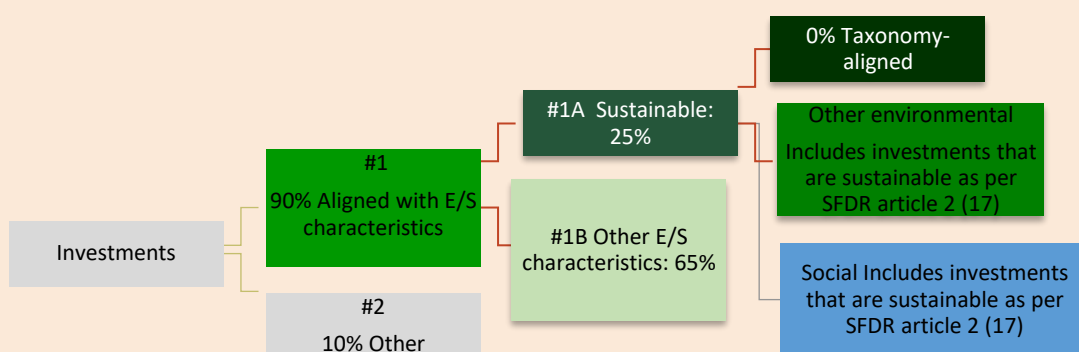 Investments
#1
90% Aligned with E/S
characteristics
#2
10% Other
#1A  Sustainable:
25%
#1B Other E/S
characteristics: 65%
0% Taxonomy-
aligned
Other environmental
Includes investments that
are sustainable as per
SFDR article 2 (17)
Social Includes investments
that are sustainable as per
SFDR article 2 (17)